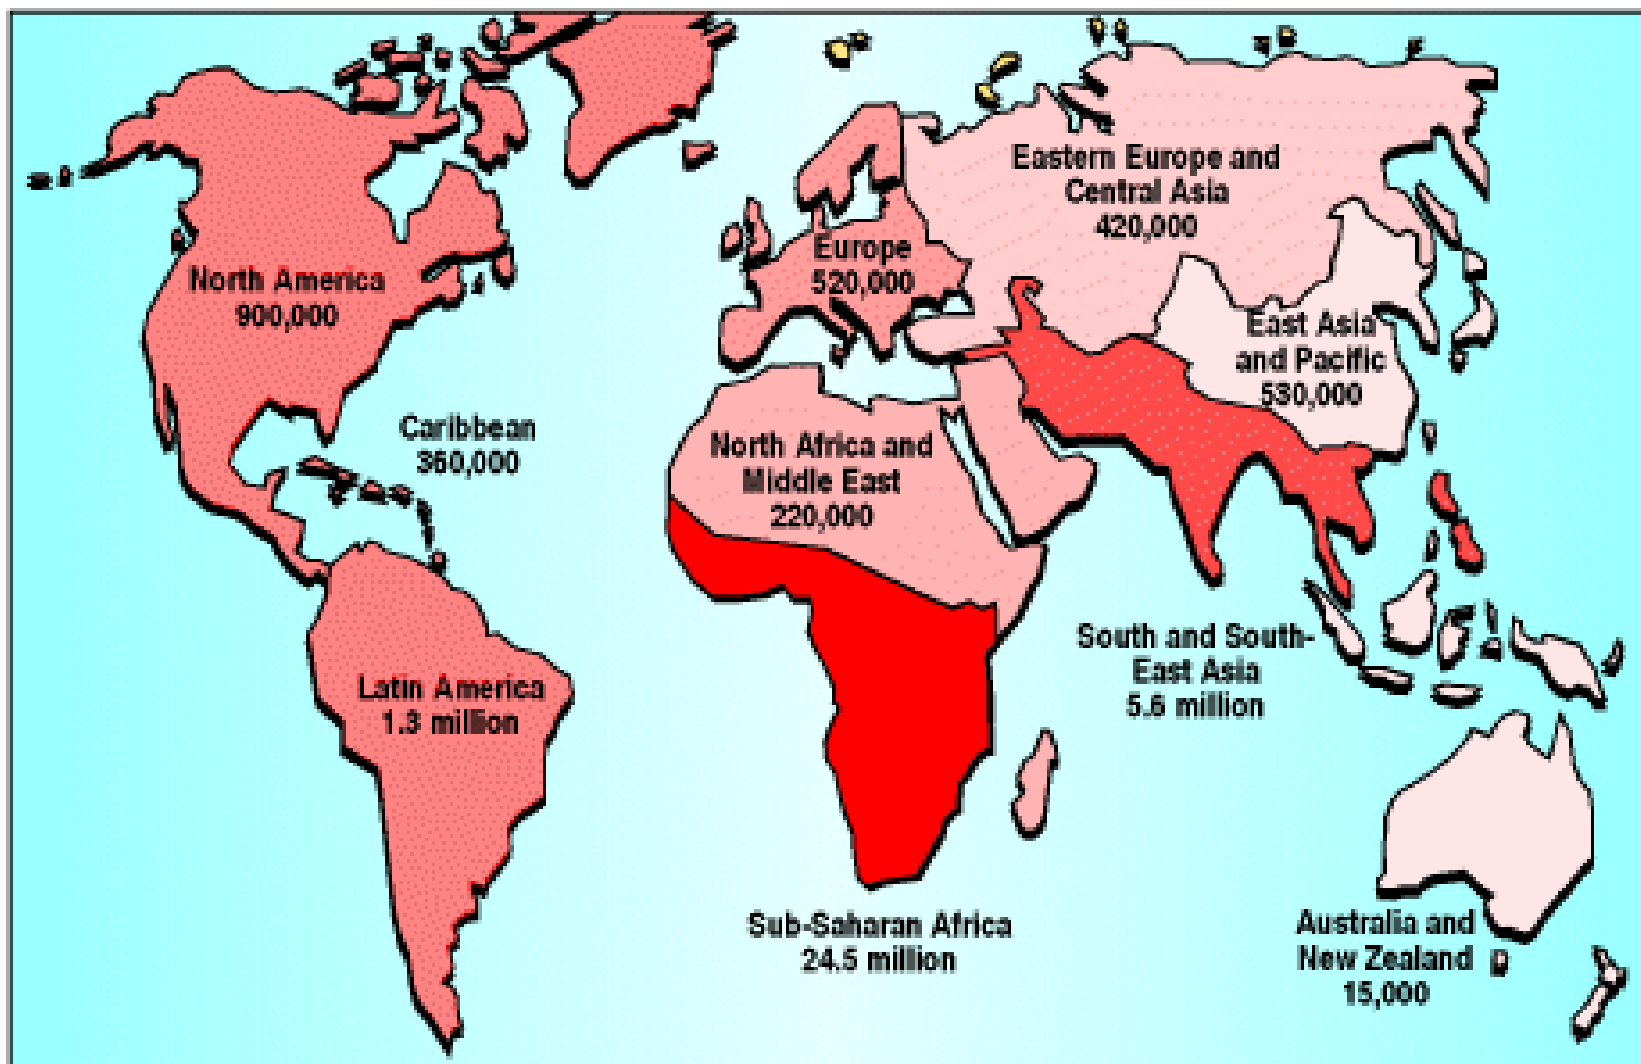 Eastern Europe and
Central Asia
420,000
Europe
520,000
North America
900,000
East Asia
and Pacific
530,000
Caribbean
360,000
North Africa and
Middle East
220,000
South and South-
East Asia
5.6 million
Latin America
1.3 million
Sub-Saharan Africa
24.5 million
Australia and
New Zealand
15,000